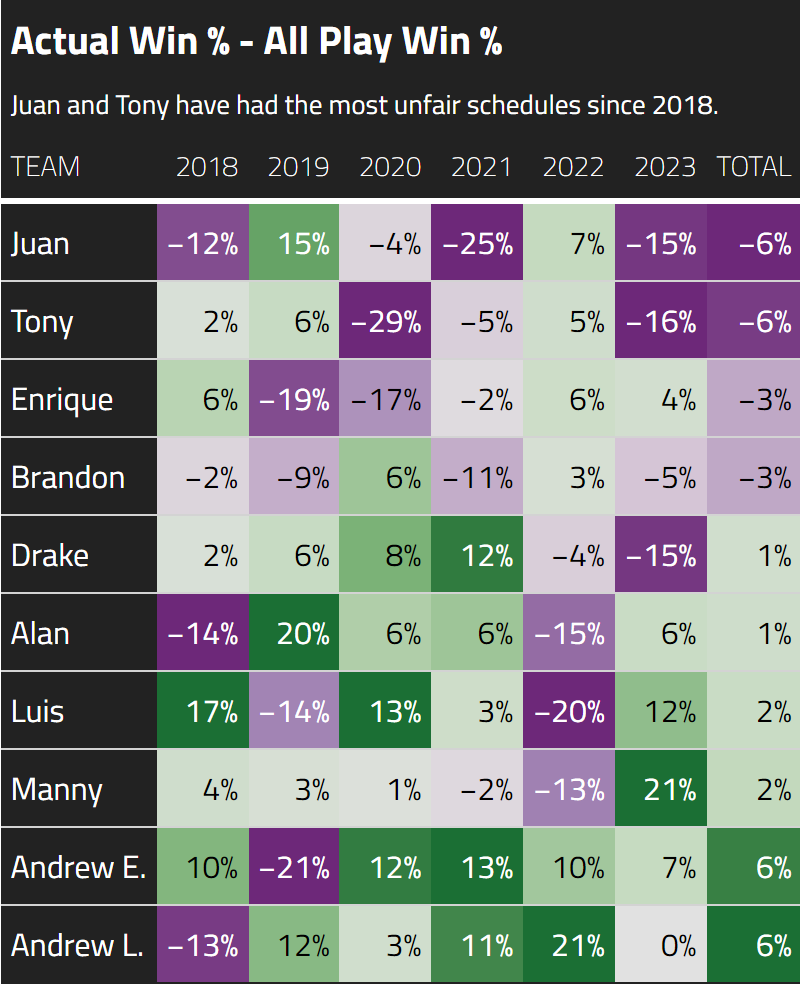 Actual Win % - All Play Win %
Juan and Tony have had the most unfair schedules since 2018.
TEAM 2018 2019 2020 2021 2022 2023 TOTAL
Juan −12% 15% −4% −25% 7% −15% −6%
Tony 2% 6% −29% −5% 5% −16% −6%
Enrique 6% −19% −17% −2% 6% 4% −3%
Brandon −2% −9% 6% −11% 3% −5% −3%
Drake 2% 6% 8% 12% −4% −15% 1%
Alan −14% 20% 6% 6% −15% 6% 1%
Luis 17% −14% 13% 3% −20% 12% 2%
Manny 4% 3% 1% −2% −13% 21% 2%
Andrew E. 10% −21% 12% 13% 10% 7% 6%
Andrew L. −13% 12% 3% 11% 21% 0% 6%